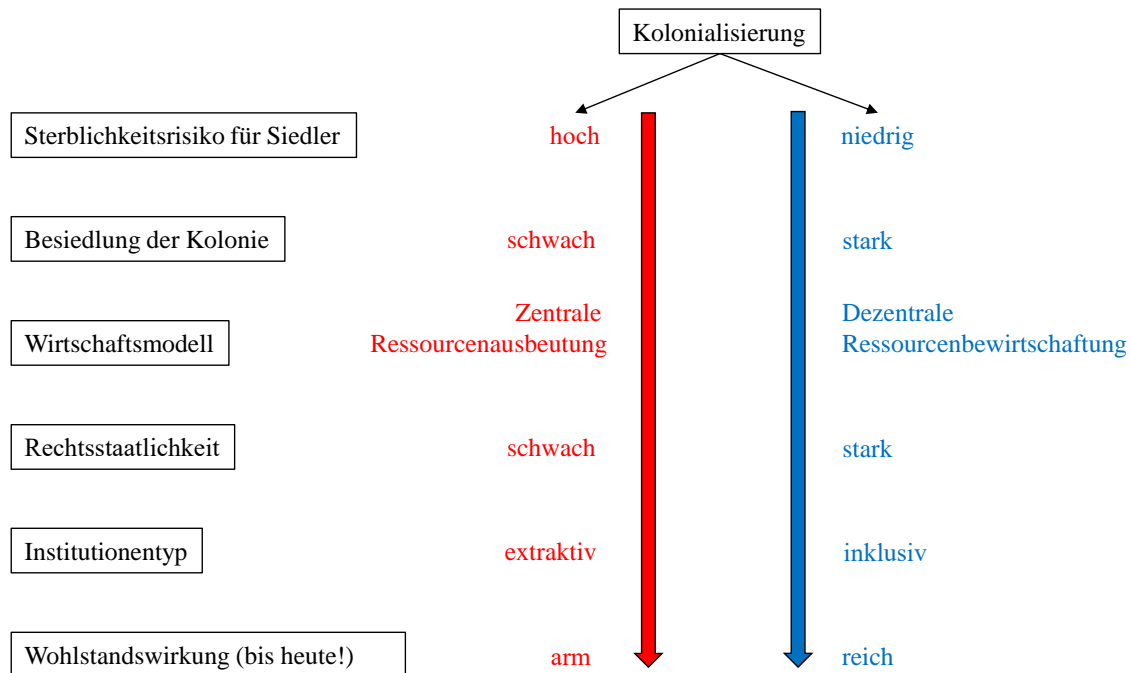 Kolonialisierung
Sterblichkeitsrisiko für Siedler
hoch
niedrig
Besiedlung der Kolonie
schwach
stark
Wirtschaftsmodell
Zentrale
Ressourcenausbeutung
Dezentrale
Ressourcenbewirtschaftung
Rechtsstaatlichkeit
schwach
stark
Institutionentyp
extraktiv
inklusiv
Wohlstandswirkung (bis heute!)
arm
reich